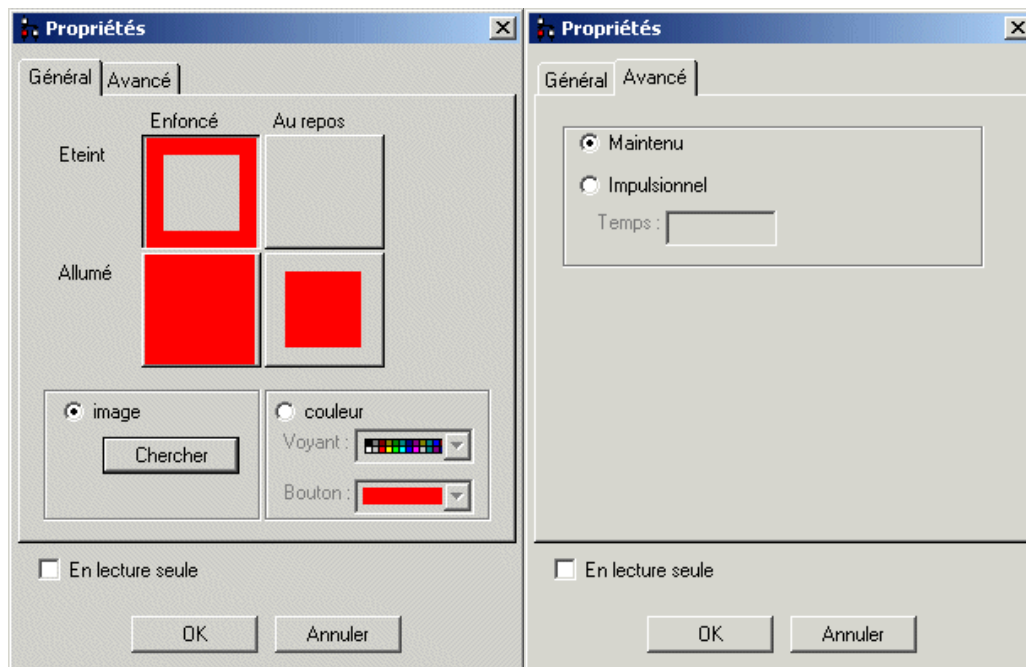 Propriétés
Général Avancé
Enfoncé Au repos
Eteint
Allumé
image
Chercher
couleur
Voyant :
Bouton :
En lecture seule
OK Annuler
Propriétés
Général Avancé
Maintenu
Impulsionnel
Temps :
En lecture seule
OK Annuler